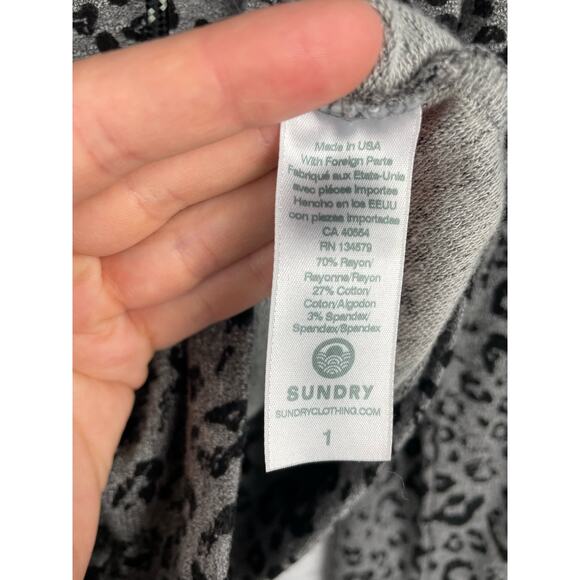 Made in USA
With Foreign Parts
Fabriqué aux Etats-Unie
avec pièces importees
Hencho en los EEUU
con piezas importadas
CA 40554
RN 134579
70% Rayon/
Rayonne/Rayon
27% Cotton/
Coton/Algodon
3% Spandex/
Spandex/Spandex
SUNDRY
SUNDRYCLOTHING.COM
1